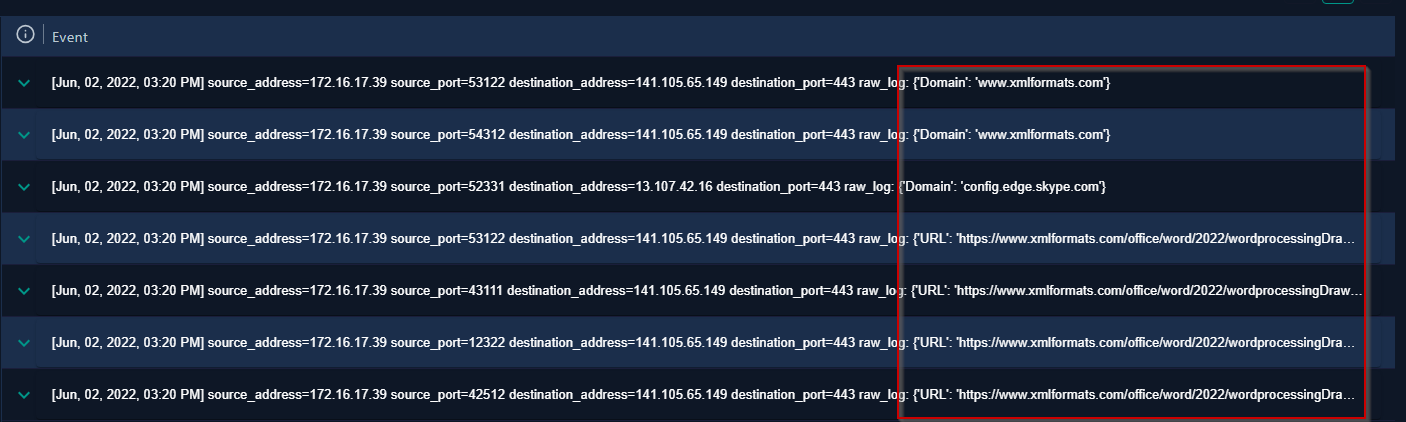 Event
[Jun, 02, 2022, 03:20 PM] source_address=172.16.17.39 source_port=53122 destination_address=141.105.65.149 destination_port=443 raw_log: {'Domain': 'www.xmlformats.com'}
[Jun, 02, 2022, 03:20 PM] source_address=172.16.17.39 source_port=54312 destination_address=141.105.65.149 destination_port=443 raw_log: {'Domain': 'www.xmlformats.com'}
[Jun, 02, 2022, 03:20 PM] source_address=172.16.17.39 source_port=52331 destination_address=13.107.42.16 destination_port=443 raw_log: {'Domain': 'config.edge.skype.com'}
[Jun, 02, 2022, 03:20 PM] source_address=172.16.17.39 source_port=53122 destination_address=141.105.65.149 destination_port=443 raw_log: {'URL': 'https://www.xmlformats.com/office/word/2022/wordprocessingDra...
[Jun, 02, 2022, 03:20 PM] source_address=172.16.17.39 source_port=43111 destination_address=141.105.65.149 destination_port=443 raw_log: {'URL': 'https://www.xmlformats.com/office/word/2022/wordprocessingDraw...
[Jun, 02, 2022, 03:20 PM] source_address=172.16.17.39 source_port=12322 destination_address=141.105.65.149 destination_port=443 raw_log: {'URL': 'https://www.xmlformats.com/office/word/2022/wordprocessingDra...
[Jun, 02, 2022, 03:20 PM] source_address=172.16.17.39 source_port=42512 destination_address=141.105.65.149 destination_port=443 raw_log: {'URL': 'https://www.xmlformats.com/office/word/2022/wordprocessingDra...